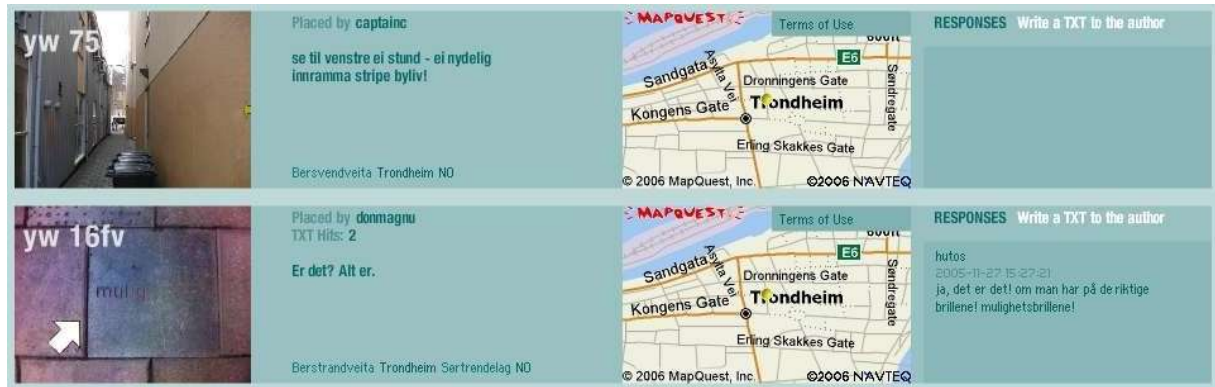 yw 75
Placed by captainc
se til venstre ei stund - ei nydelig
innramma stripe byliv!
Bersvendveita Trondheim NO
MAPQUEST
Terms of Use
E6
Sandgata
Asylta Vei
Dronningens Gate
Søndregate
Trondheim
Kongens Gate
Erling Skakkes Gate
© 2006 MapQuest, Inc.
©2006 NAVTEQ
RESPONSES Write a TXT to the author
yw 16fv
mulig
Placed by donmagnu
TXT Hits: 2
Er det? Alt er.
Berstrandveita Trondheim Sørtrendelag NO
MAPQUEST
Terms of Use
E6
Sandgata
Asylta Vei
Dronningens Gate
Søndregate
Trondheim
Kongens Gate
Erling Skakkes Gate
© 2006 MapQuest, Inc.
©2006 NAVTEQ
RESPONSES Write a TXT to the author
hutos
2005-11-27 15:27:21
ja, det er det! om man har på de riktige
brillene! mulighetsbrillene!